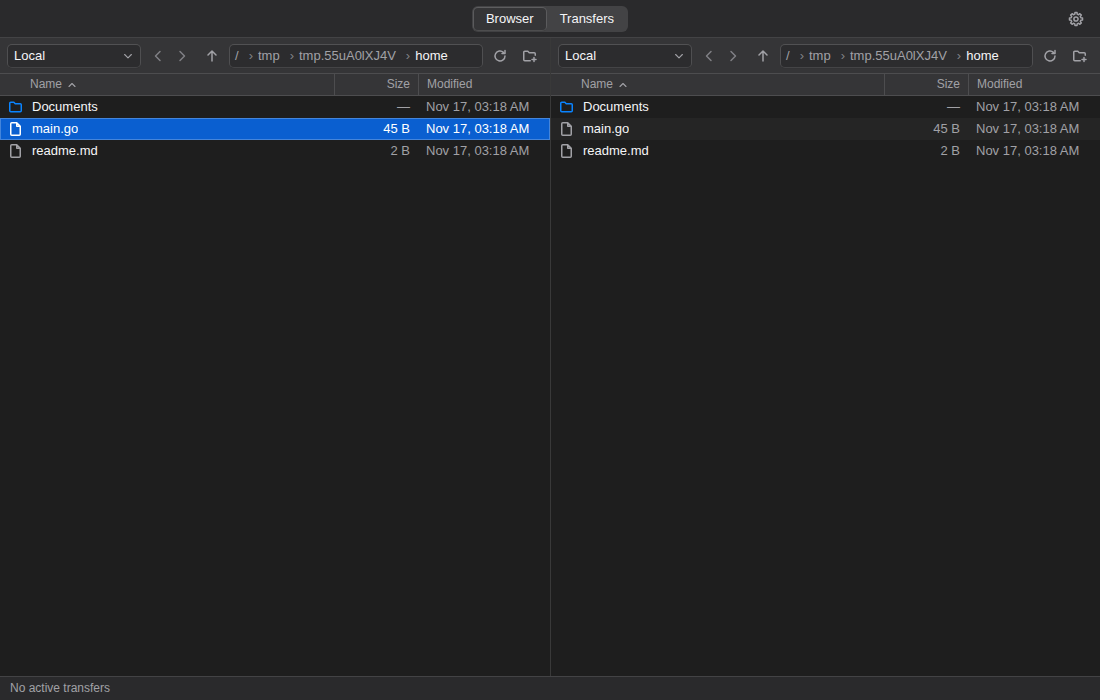 Browser Transfers
Local / › tmp › tmp.55uA0lXJ4V › home
Name Size Modified
Documents — Nov 17, 03:18 AM
main.go 45 B Nov 17, 03:18 AM
readme.md 2 B Nov 17, 03:18 AM
Local / › tmp › tmp.55uA0lXJ4V › home
Name Size Modified
Documents — Nov 17, 03:18 AM
main.go 45 B Nov 17, 03:18 AM
readme.md 2 B Nov 17, 03:18 AM
No active transfers